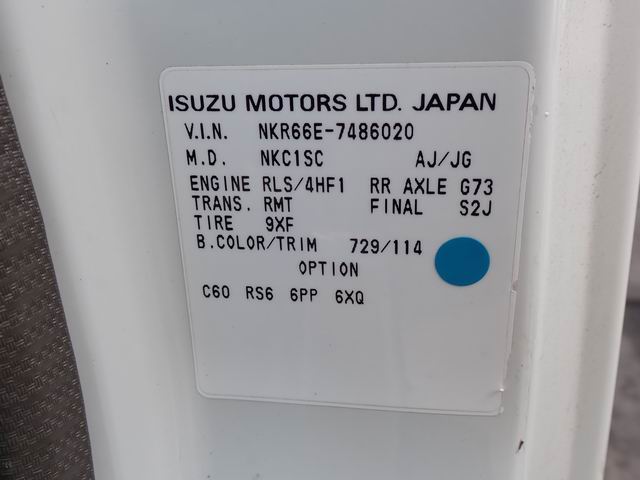 ISUZU MOTORS LTD. JAPAN
V.I.N. NKR66E-7486020
M.D. NKC1SC AJ/JG
ENGINE RLS/4HF1 RR AXLE G73
TRANS. RMT FINAL S2J
TIRE 9XF
B.COLOR/TRIM 729/114
OPTION
C60 RS6 6PP 6XQ